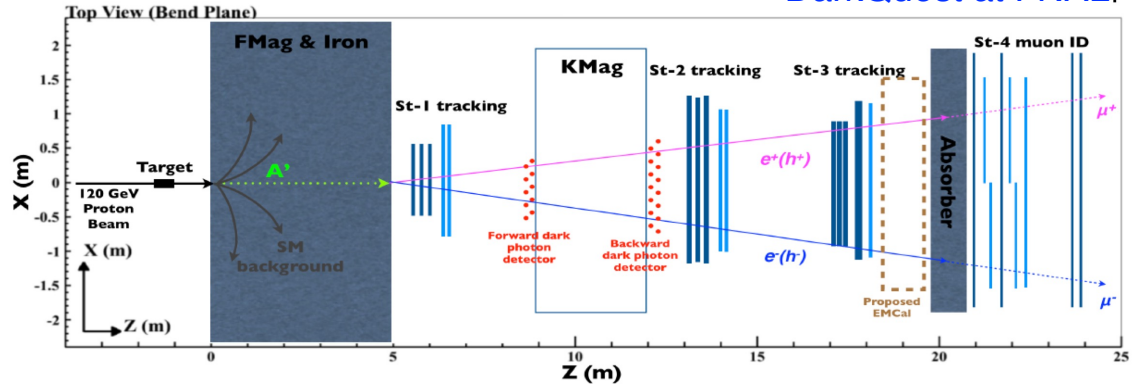 Top View (Bend Plane)
FMag & Iron
KMag
St-1 tracking
St-2 tracking
St-3 tracking
St-4 muon ID
Target
A'
120 GeV
Proton
Beam
SM
background
Forward dark
photon
detector
Backward
dark photon
detector
e⁺(h⁺)
e⁻(h⁻)
Proposed
EMCal
Absorber
μ⁺
μ⁻
X (m)
Z (m)
X (m)
2
1.5
1
0.5
0
-0.5
-1
-1.5
-2
0
5
10
15
20
25
Z (m)